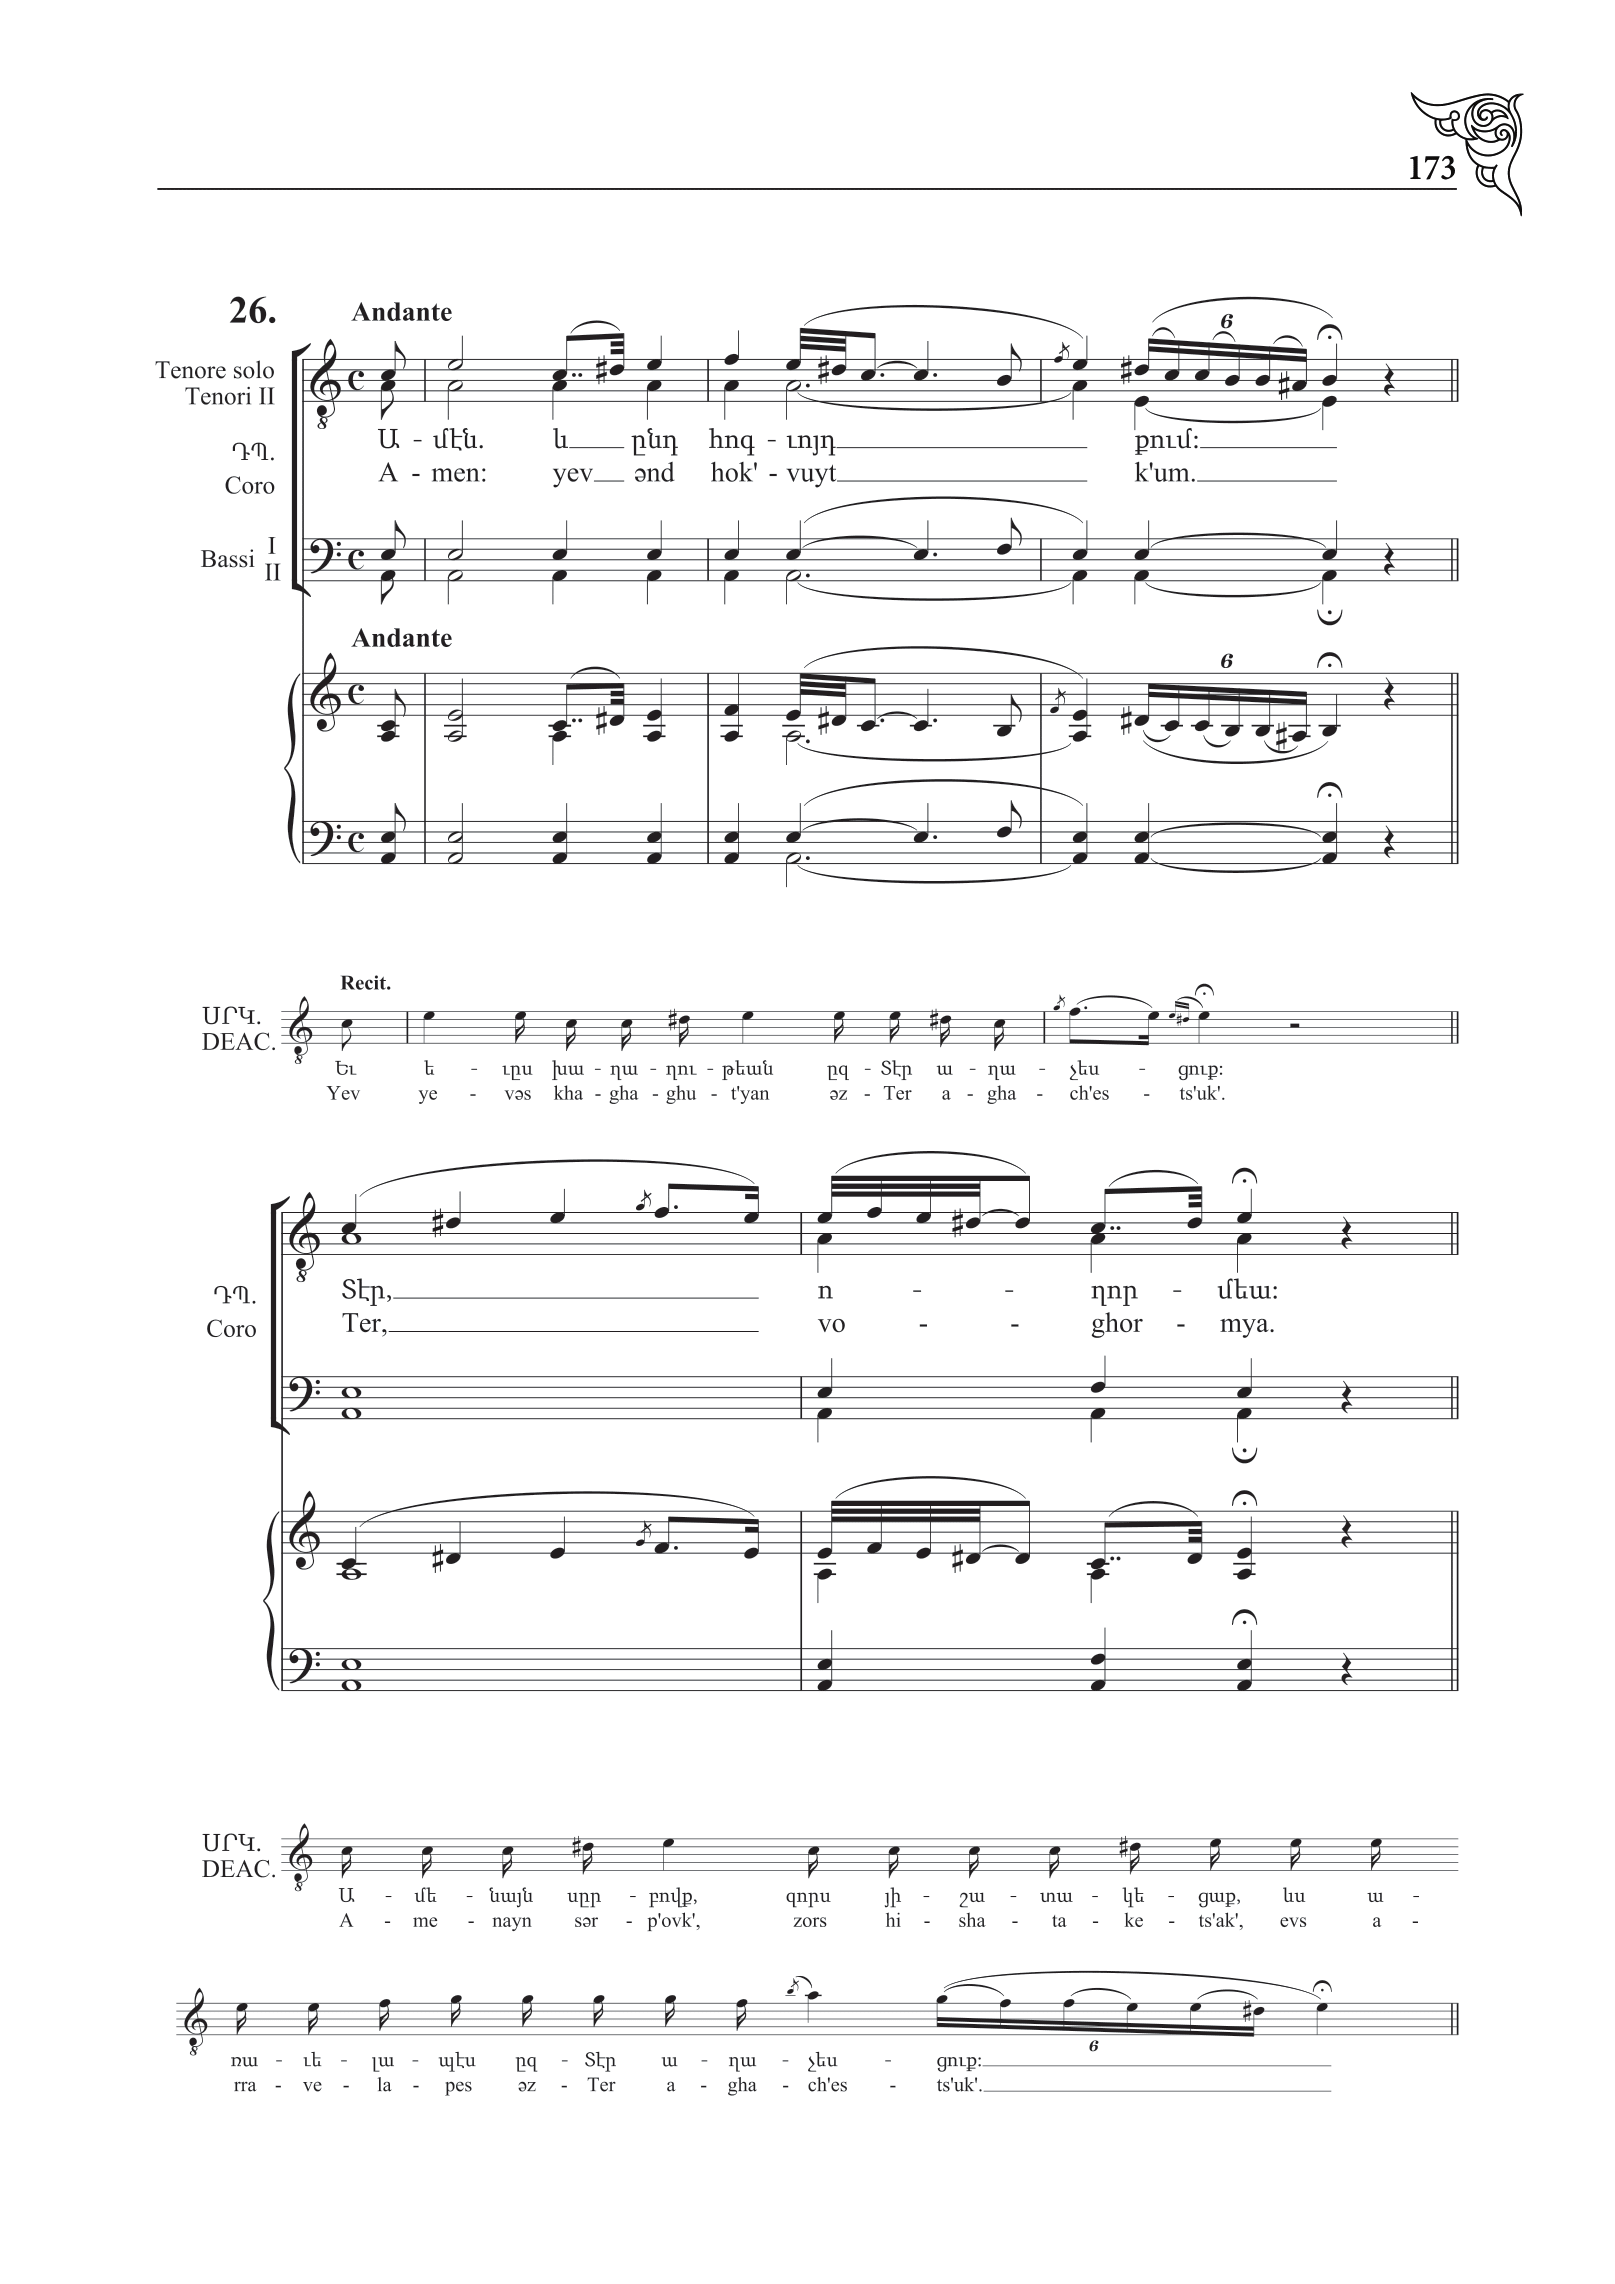 173
26.
Andante
Tenore solo
Tenori II
Ա - մէն. և ընդ հոգ - ւոյդ քում:
ԴՊ.
A - men: yev ənd hok' - vuyt k'um.
Coro
Bassi I
II
Andante
6
6
Recit.
ՍՐԿ.
DEAC.
Եւ ե - ւըս խա - ղա - ղու - թեան ըզ - Տէր ա - ղա - չես - ցուք:
Yev ye - vəs kha - gha - ghu - t'yan əz - Ter a - gha - ch'es - ts'uk'.
ԴՊ.
Տէր, ո - - ղոր - մեա:
Coro
Ter, vo - - ghor - mya.
ՍՐԿ.
DEAC.
Ա - մե - նայն սըր - բովք, զորս յի - շա - տա - կե - ցաք, ևս ա -
A - me - nayn sər - p'ovk', zors hi - sha - ta - ke - ts'ak', evs a -
6
ռա - ւե - լա - պէս ըզ - Տէր ա - ղա - չես - ցուք:
rra - ve - la - pes əz - Ter a - gha - ch'es - ts'uk'.